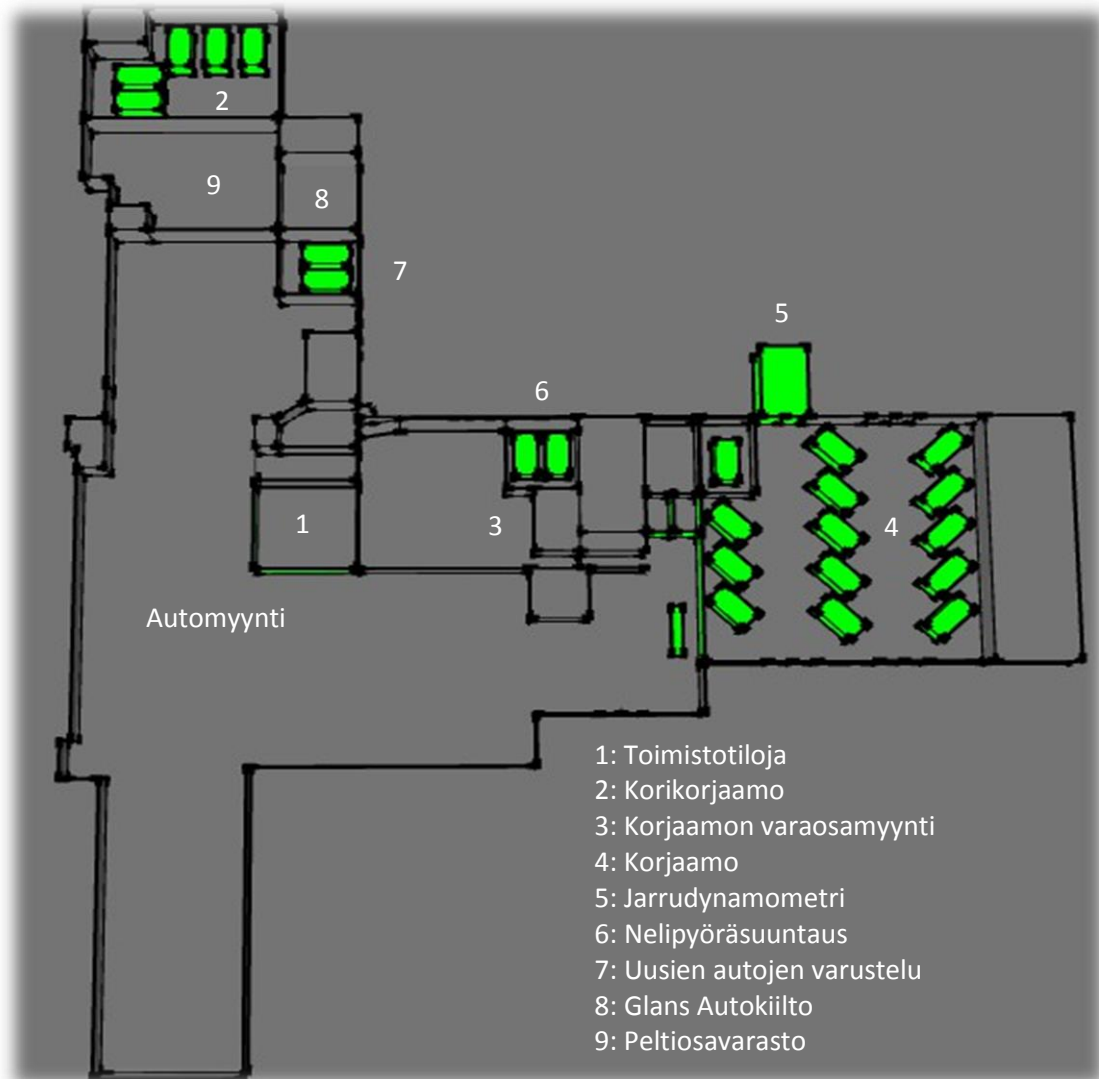 2
9
8
7
5
6
1
3
4
Automyynti
1: Toimistotiloja
2: Korikorjaamo
3: Korjaamon varaosamyynti
4: Korjaamo
5: Jarrudynamometri
6: Nelipyöräsuuntaus
7: Uusien autojen varustelu
8: Glans Autokiilto
9: Peltiosavarasto